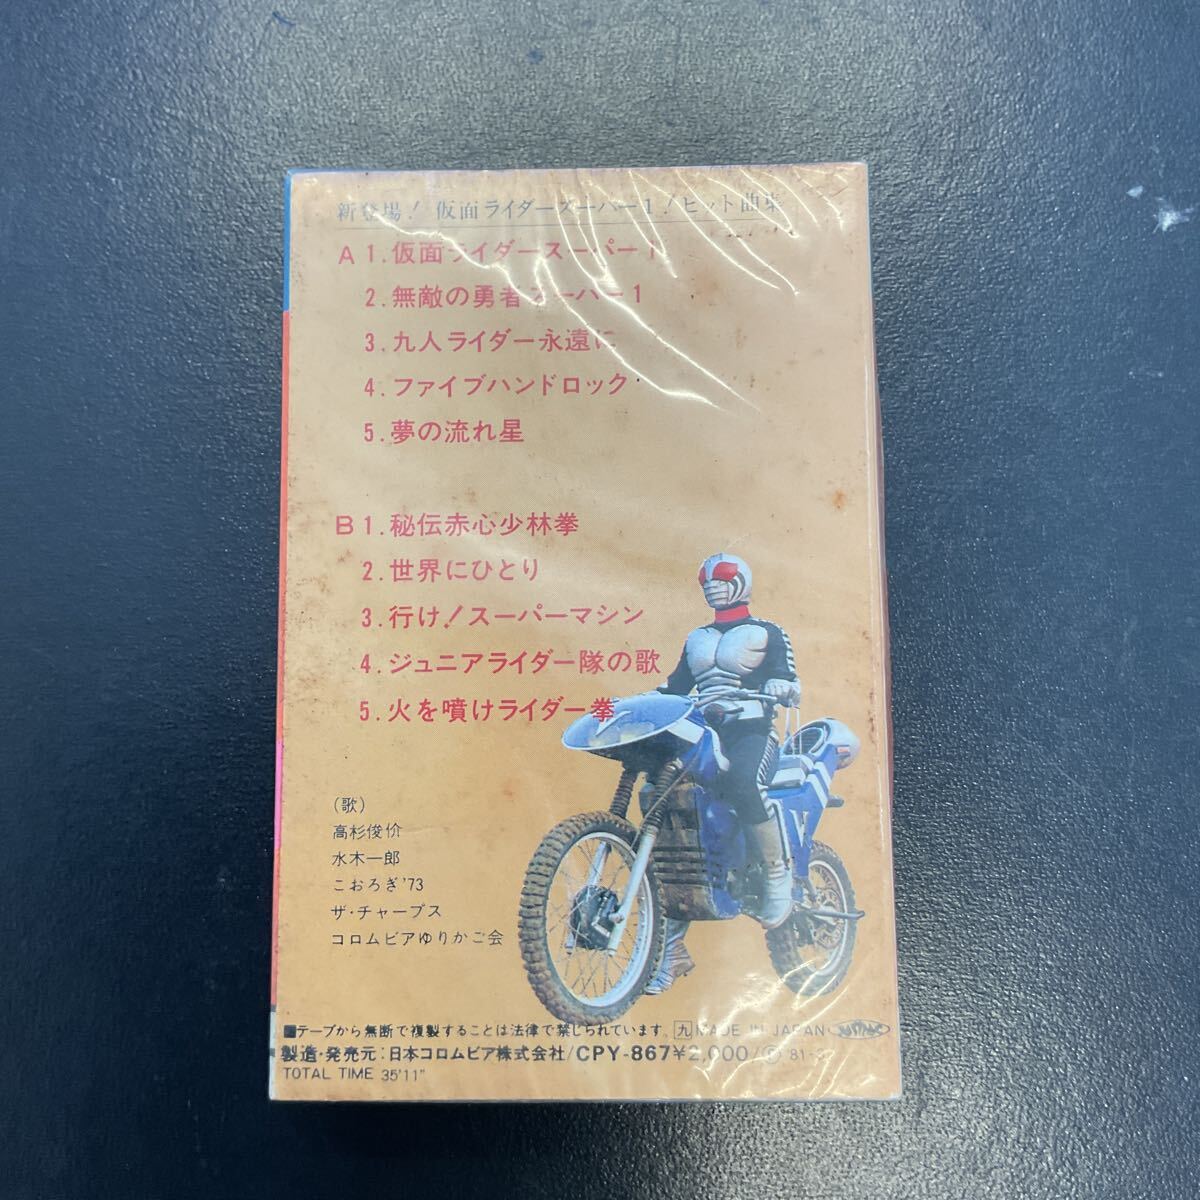 新登場！ 仮面ライダースーパー1！ヒット曲集
A 1.仮面ライダースーパー1
2.無敵の勇者スーパー1
3.九人ライダー永遠に
4.ファイブハンドロック
5.夢の流れ星
B 1.秘伝赤心少林拳
2.世界にひとり
3.行け！スーパーマシン
4.ジュニアライダー隊の歌
5.火を噴けライダー拳
(歌)
高杉俊价
水木一郎
こおろぎ'73
ザ・チャープス
コロムビアゆりかご会
■テープから無断で複製することは法律で禁じられています。 九 MADE IN JAPAN JASRAC
製造・発売元：日本コロムビア株式会社/CPY-867¥2,000/Ⓟ '81-
TOTAL TIME 35'11"